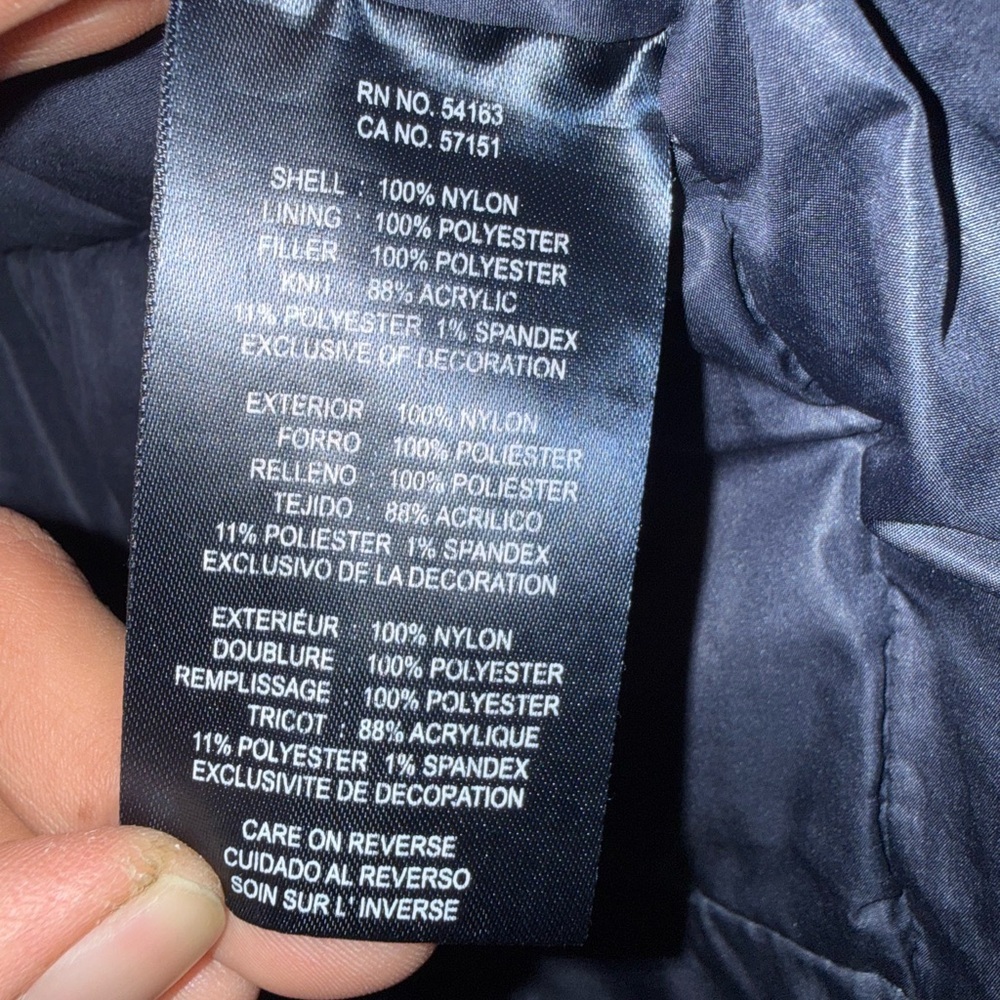 RN NO. 54163
CA NO. 57151
SHELL : 100% NYLON
LINING : 100% POLYESTER
FILLER 100% POLYESTER
KNIT 88% ACRYLIC
11% POLYESTER 1% SPANDEX
EXCLUSIVE OF DECORATION
EXTERIOR 100% NYLON
FORRO 100% POLIESTER
RELLENO : 100% POLIESTER
TEJIDO : 88% ACRILICO
11% POLIESTER 1% SPANDEX
EXCLUSIVO DE LA DECORATION
EXTERIÉUR : 100% NYLON
DOUBLURE 100% POLYESTER
REMPLISSAGE : 100% POLYESTER
TRICOT : 88% ACRYLIQUE
11% POLYESTER 1% SPANDEX
EXCLUSIVITE DE DECORATION
CARE ON REVERSE
CUIDADO AL REVERSO
SOIN SUR L' INVERSE